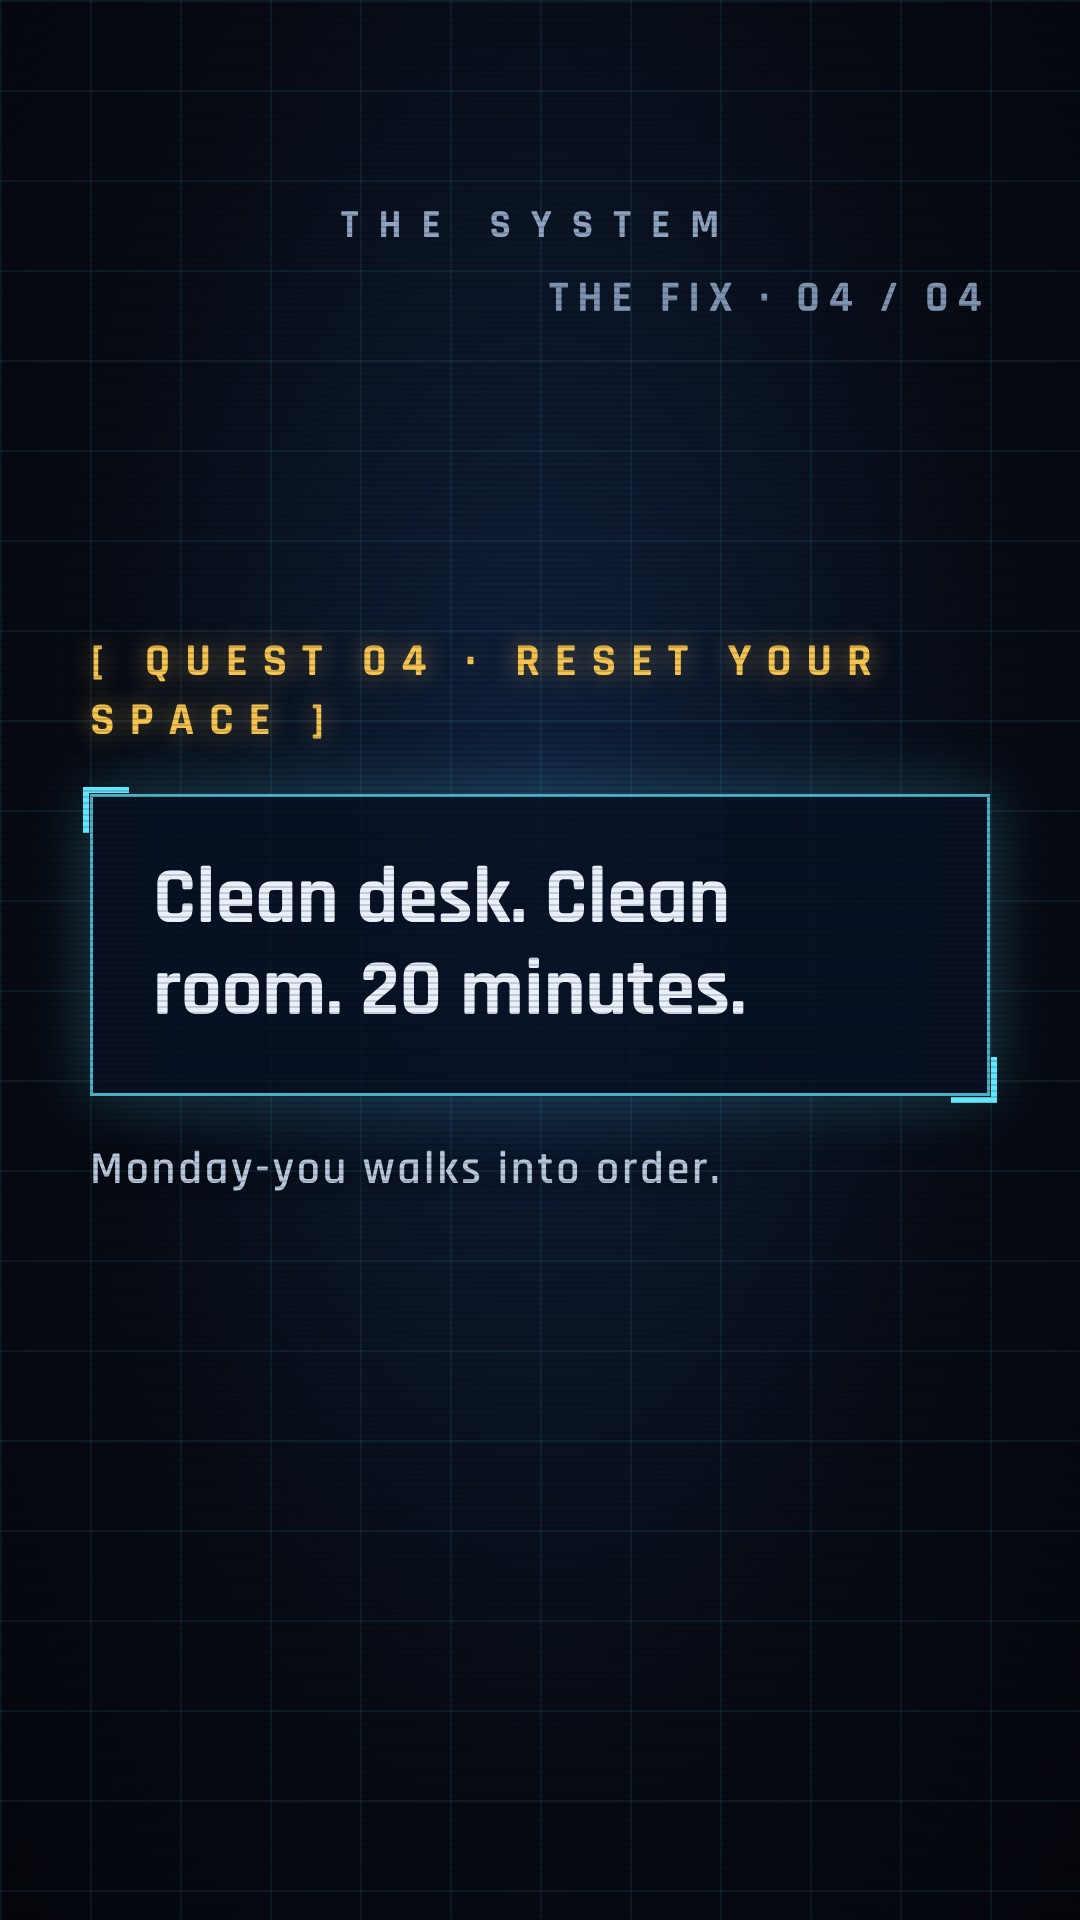 THE SYSTEM
THE FIX · 04 / 04
[ QUEST 04 · RESET YOUR
SPACE ]
Clean desk. Clean
room. 20 minutes.
Monday-you walks into order.